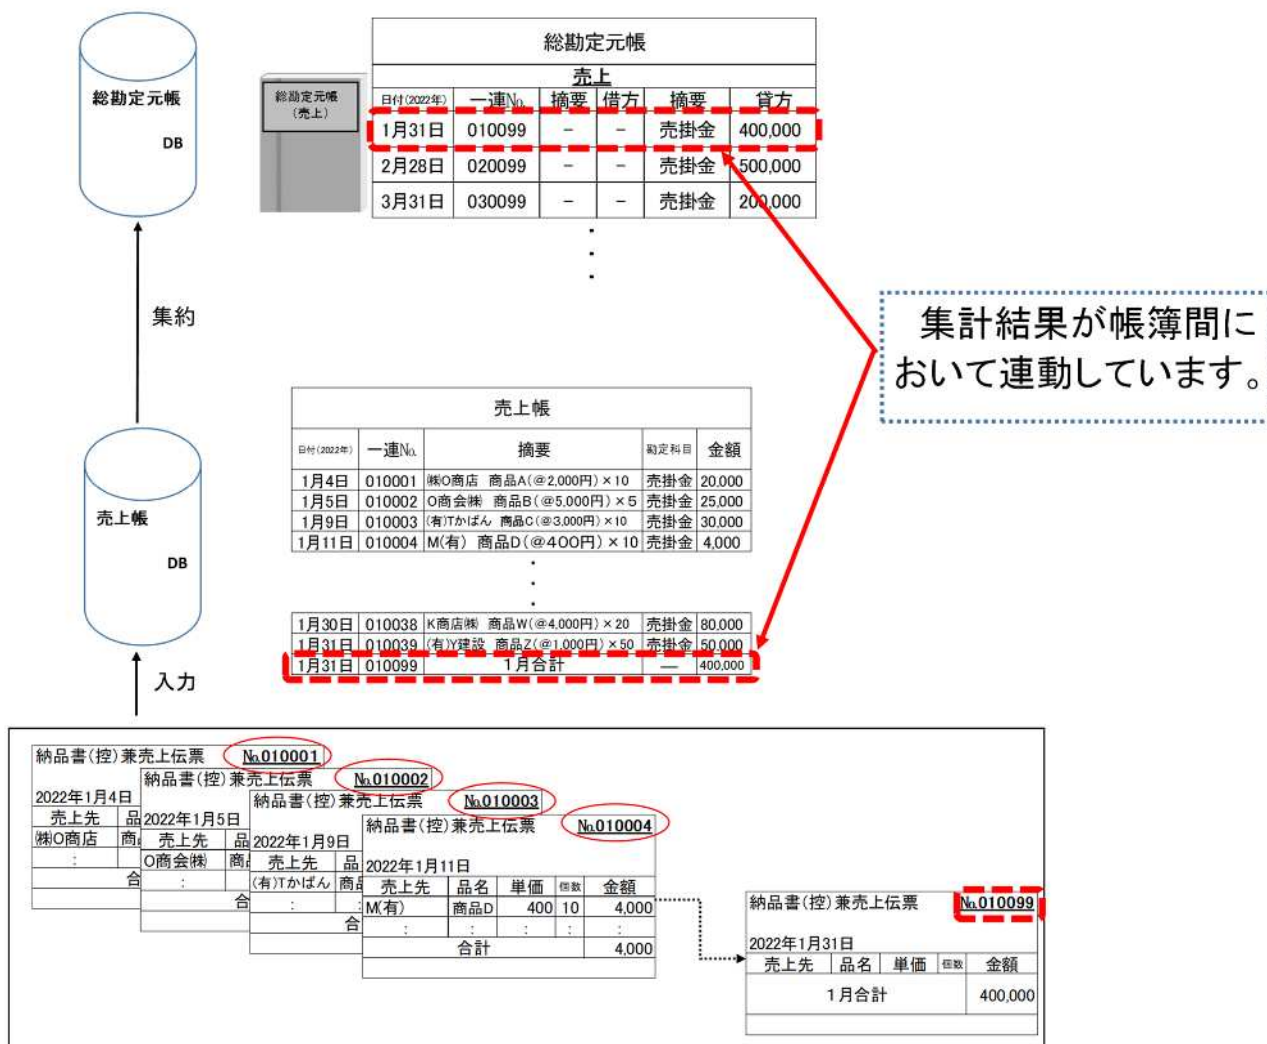 総勘定元帳
DB
総勘定元帳
(売上)
総勘定元帳
売上
日付(2022年) 一連No. 摘要 借方 摘要 貸方
1月31日 010099 － － 売掛金 400,000
2月28日 020099 － － 売掛金 500,000
3月31日 030099 － － 売掛金 200,000
・
・
・
集約
集計結果が帳簿間に
おいて連動しています。
売上帳
DB
売上帳
日付(2022年) 一連No. 摘要 勘定科目 金額
1月4日 010001 ㈱O商店 商品A(@2,000円)×10 売掛金 20,000
1月5日 010002 O商会㈱ 商品B(@5,000円)×5 売掛金 25,000
1月9日 010003 (有)Tかばん 商品C(@3,000円)×10 売掛金 30,000
1月11日 010004 M(有) 商品D(@400円)×10 売掛金 4,000
・
・
・
1月30日 010038 K商店㈱ 商品W(@4,000円)×20 売掛金 80,000
1月31日 010039 (有)Y建設 商品Z(@1,000円)×50 売掛金 50,000
1月31日 010099 1月合計 ― 400,000
入力
納品書(控)兼売上伝票 No.010001
2022年1月4日
売上先 品
㈱O商店 商
:
合
納品書(控)兼売上伝票 No.010002
2022年1月5日
売上先 品
O商会㈱ 商
:
合
納品書(控)兼売上伝票 No.010003
2022年1月9日
売上先 品
(有)Tかばん 商
: :
合
納品書(控)兼売上伝票 No.010004
2022年1月11日
売上先 品名 単価 個数 金額
M(有) 商品D 400 10 4,000
: : : : :
合計 4,000
納品書(控)兼売上伝票 No.010099
2022年1月31日
売上先 品名 単価 個数 金額
1月合計 400,000